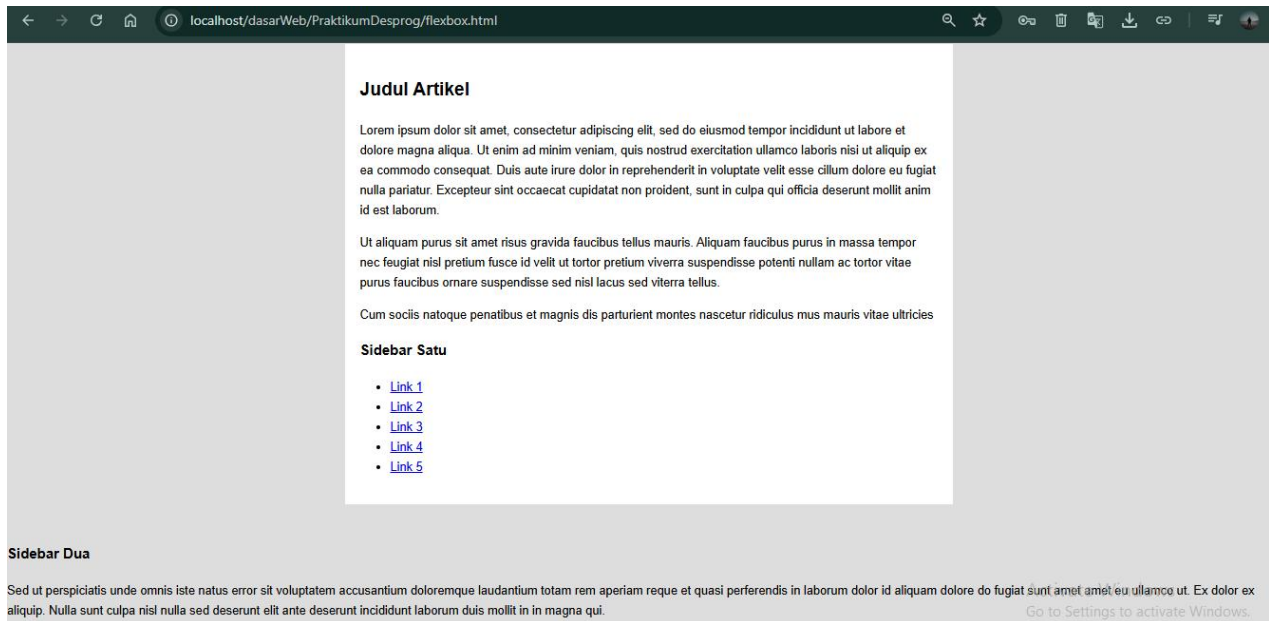 localhost/dasarWeb/PraktikumDesprog/flexbox.html
Judul Artikel
Lorem ipsum dolor sit amet, consectetur adipiscing elit, sed do eiusmod tempor incididunt ut labore et
dolore magna aliqua. Ut enim ad minim veniam, quis nostrud exercitation ullamco laboris nisi ut aliquip ex
ea commodo consequat. Duis aute irure dolor in reprehenderit in voluptate velit esse cillum dolore eu fugiat
nulla pariatur. Excepteur sint occaecat cupidatat non proident, sunt in culpa qui officia deserunt mollit anim
id est laborum.
Ut aliquam purus sit amet risus gravida faucibus tellus mauris. Aliquam faucibus purus in massa tempor
nec feugiat nisl pretium fusce id velit ut tortor pretium viverra suspendisse potenti nullam ac tortor vitae
purus faucibus ornare suspendisse sed nisl lacus sed viterra tellus.
Cum sociis natoque penatibus et magnis dis parturient montes nascetur ridiculus mus mauris vitae ultricies
Sidebar Satu
• Link 1
• Link 2
• Link 3
• Link 4
• Link 5
Sidebar Dua
Sed ut perspiciatis unde omnis iste natus error sit voluptatem accusantium doloremque laudantium totam rem aperiam reque et quasi perferendis in laborum dolor id aliquam dolore do fugiat sunt amet amet eu ullamco ut. Ex dolor ex
aliquip. Nulla sunt culpa nisl nulla sed deserunt elit ante deserunt incididunt laborum duis mollit in in magna qui.
Activate Windows
Go to Settings to activate Windows.